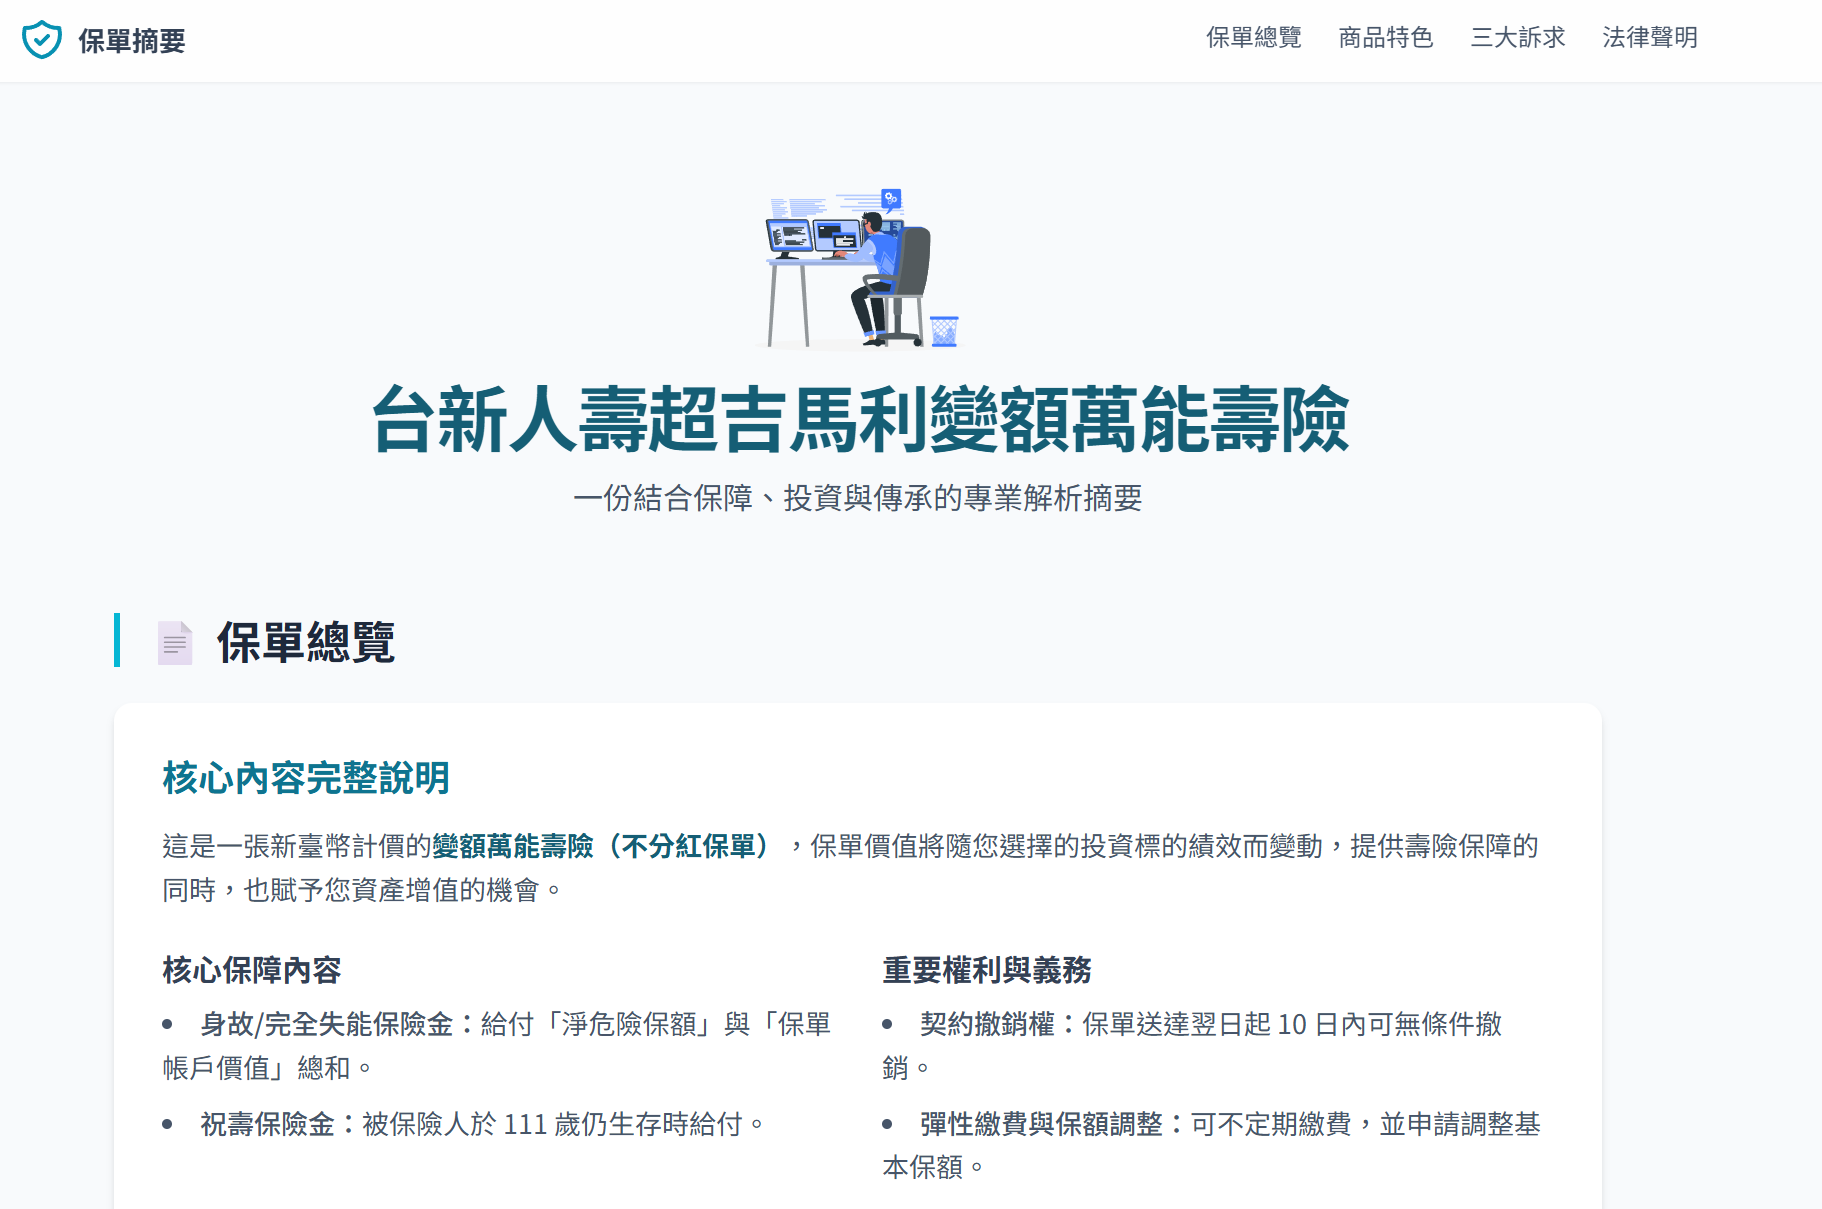 保單摘要
保單總覽 商品特色 三大訴求 法律聲明
台新人壽超吉馬利變額萬能壽險
一份結合保障、投資與傳承的專業解析摘要
保單總覽
核心內容完整說明
這是一張新臺幣計價的變額萬能壽險（不分紅保單），保單價值將隨您選擇的投資標的績效而變動，提供壽險保障的
同時，也賦予您資產增值的機會。
核心保障內容
• 身故/完全失能保險金：給付「淨危險保額」與「保單
帳戶價值」總和。
• 祝壽保險金：被保險人於 111 歲仍生存時給付。
重要權利與義務
• 契約撤銷權：保單送達翌日起 10 日內可無條件撤
銷。
• 彈性繳費與保額調整：可不定期繳費，並申請調整基
本保額。